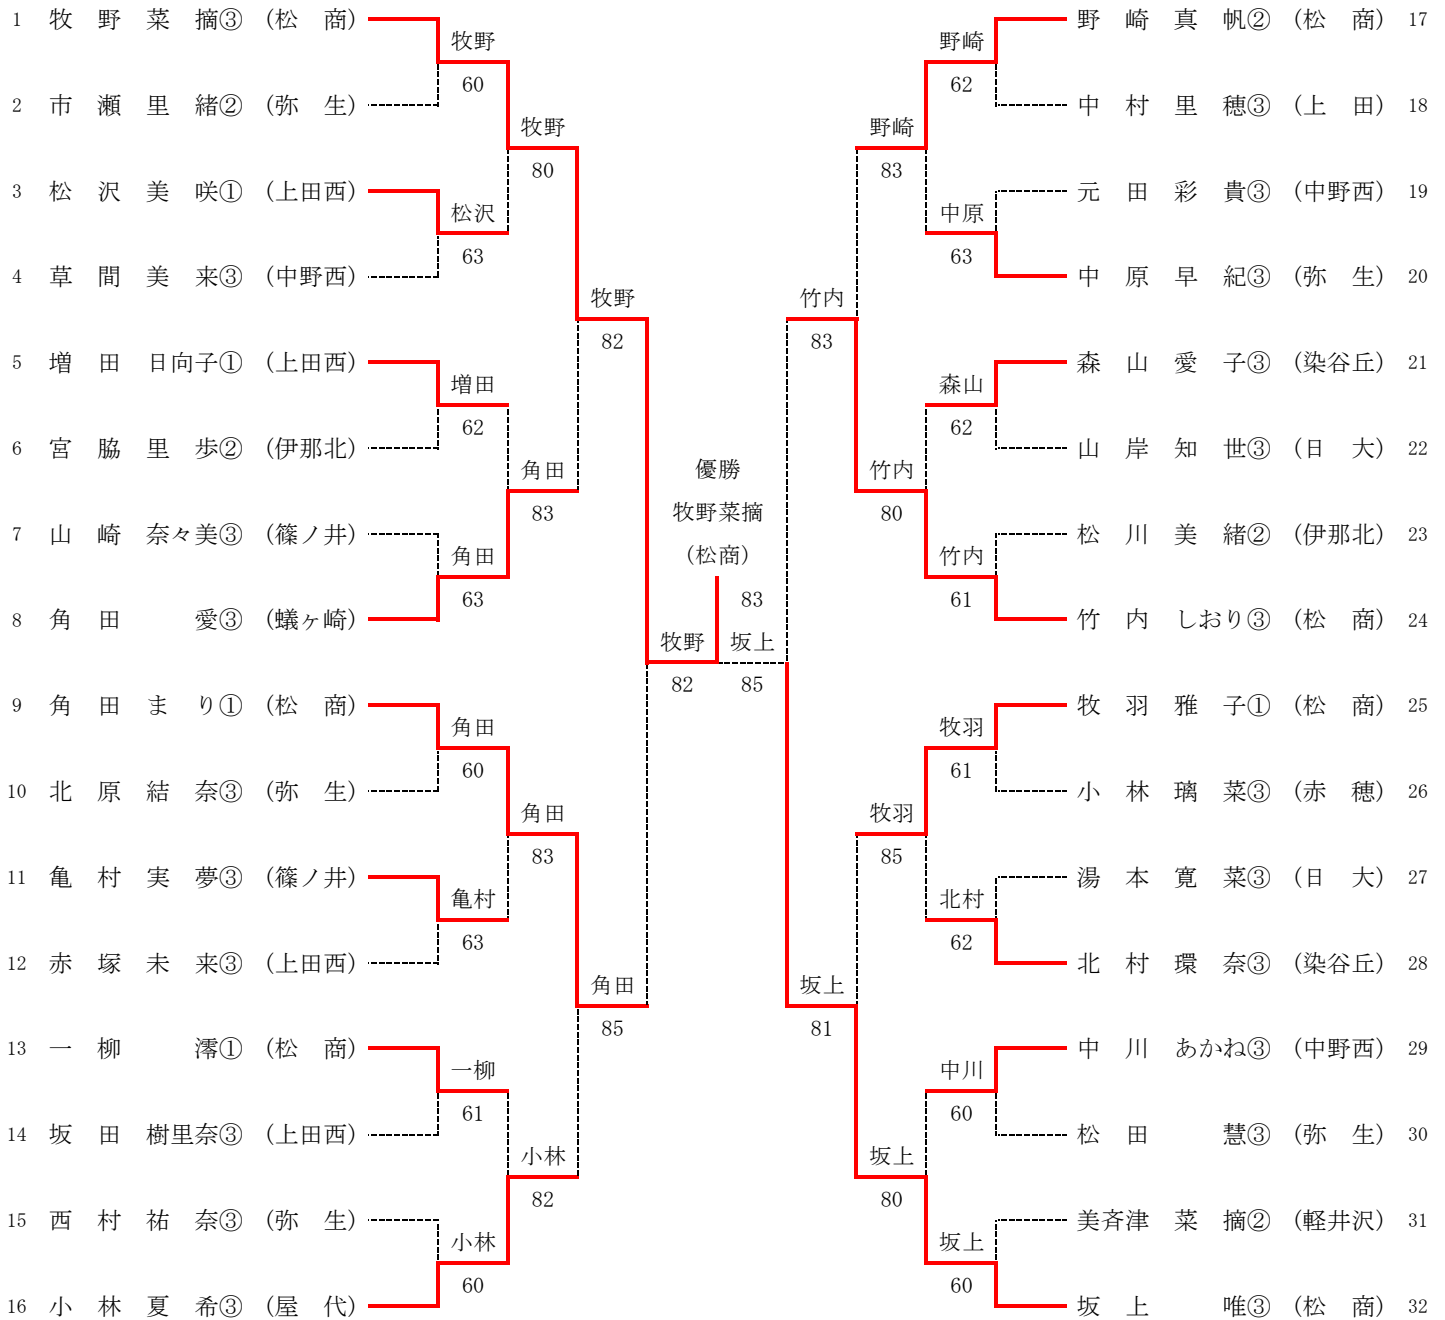 1 牧野菜摘③ (松商)
2 市瀬里緒② (弥生)
3 松沢美咲① (上田西)
4 草間美来③ (中野西)
5 増田日向子① (上田西)
6 宮脇里歩② (伊那北)
7 山崎奈々美③ (篠ノ井)
8 角田愛③ (蟻ヶ崎)
9 角田まり① (松商)
10 北原結奈③ (弥生)
11 亀村実夢③ (篠ノ井)
12 赤塚未来③ (上田西)
13 一柳澪① (松商)
14 坂田樹里奈③ (上田西)
15 西村祐奈③ (弥生)
16 小林夏希③ (屋代)
牧野
60
松沢
63
増田
62
角田
63
角田
60
亀村
63
一柳
61
小林
60
牧野
80
角田
83
角田
83
小林
82
牧野
82
角田
85
牧野
82
優勝
牧野菜摘
(松商)
83
坂上
85
竹内
83
坂上
81
野崎
83
竹内
80
牧羽
85
坂上
80
野崎
62
中原
63
森山
62
竹内
61
牧羽
61
北村
62
中川
60
坂上
60
野崎真帆② (松商) 17
中村里穂③ (上田) 18
元田彩貴③ (中野西) 19
中原早紀③ (弥生) 20
森山愛子③ (染谷丘) 21
山岸知世③ (日大) 22
松川美緒② (伊那北) 23
竹内しおり③ (松商) 24
牧羽雅子① (松商) 25
小林璃菜③ (赤穂) 26
湯本寛菜③ (日大) 27
北村環奈③ (染谷丘) 28
中川あかね③ (中野西) 29
松田慧③ (弥生) 30
美斉津菜摘② (軽井沢) 31
坂上唯③ (松商) 32